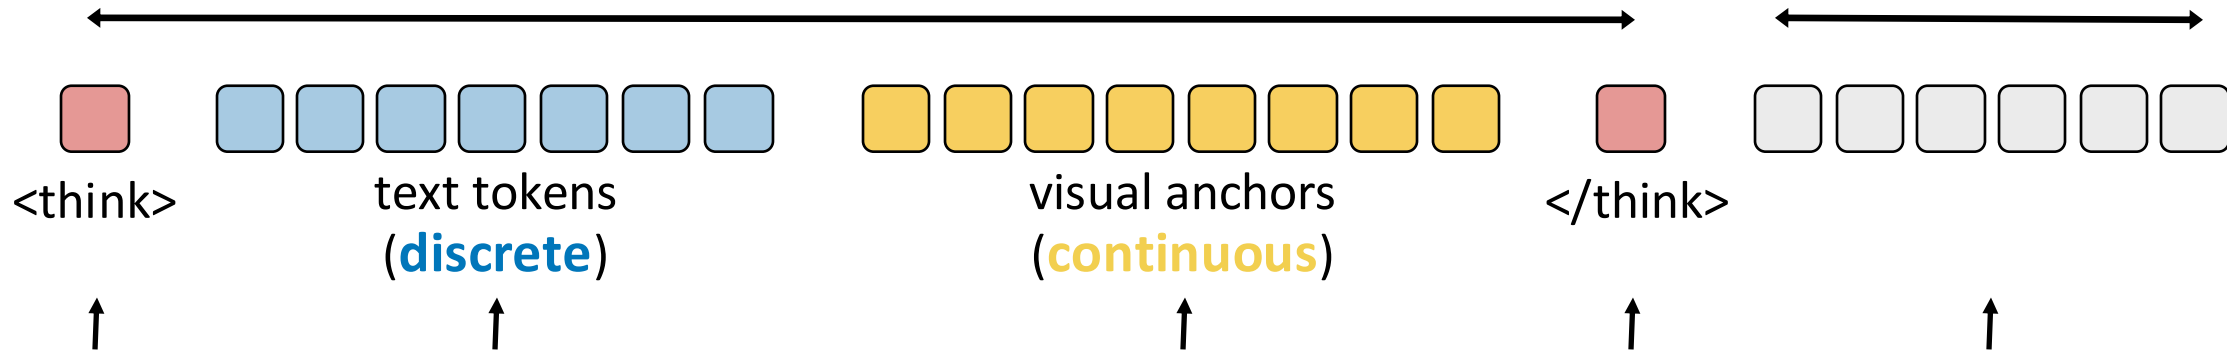 <think>
text tokens
(discrete)
visual anchors
(continuous)
</think>